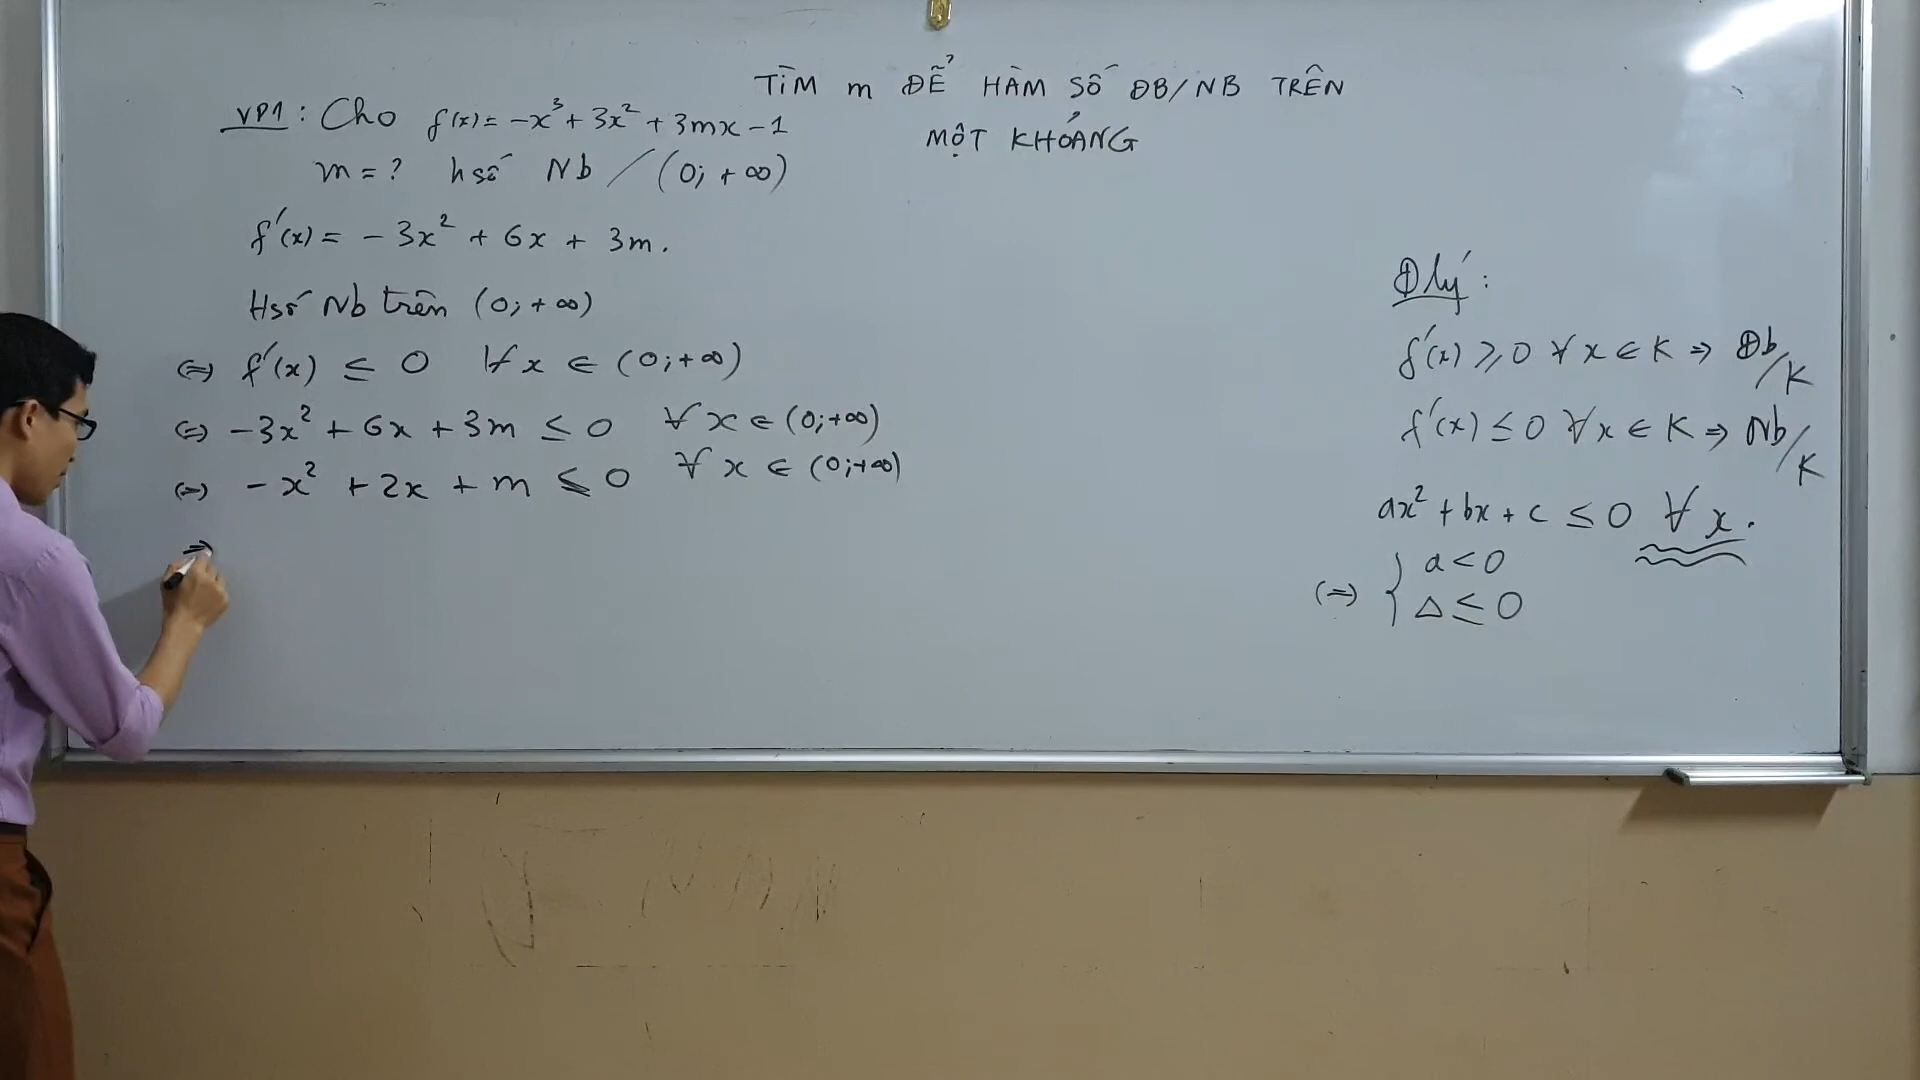 TÌM m ĐỂ HÀM SỐ ĐB/NB TRÊN
MỘT KHOẢNG
VD1: Cho f(x) = -x³ + 3x² + 3mx - 1
m = ? hsố Nb / (0; +∞)
f'(x) = -3x² + 6x + 3m.
Hsố Nb trên (0; +∞)
⇔ f'(x) ≤ 0 ∀x ∈ (0; +∞)
⇔ -3x² + 6x + 3m ≤ 0 ∀x ∈ (0; +∞)
⇔ -x² + 2x + m ≤ 0 ∀x ∈ (0; +∞)
⇒
Đlý:
f'(x) ≥ 0 ∀x ∈ K ⇒ Đb/K
f'(x) ≤ 0 ∀x ∈ K ⇒ Nb/K
ax² + bx + c ≤ 0 ∀x.
⇔ { a < 0
Δ ≤ 0